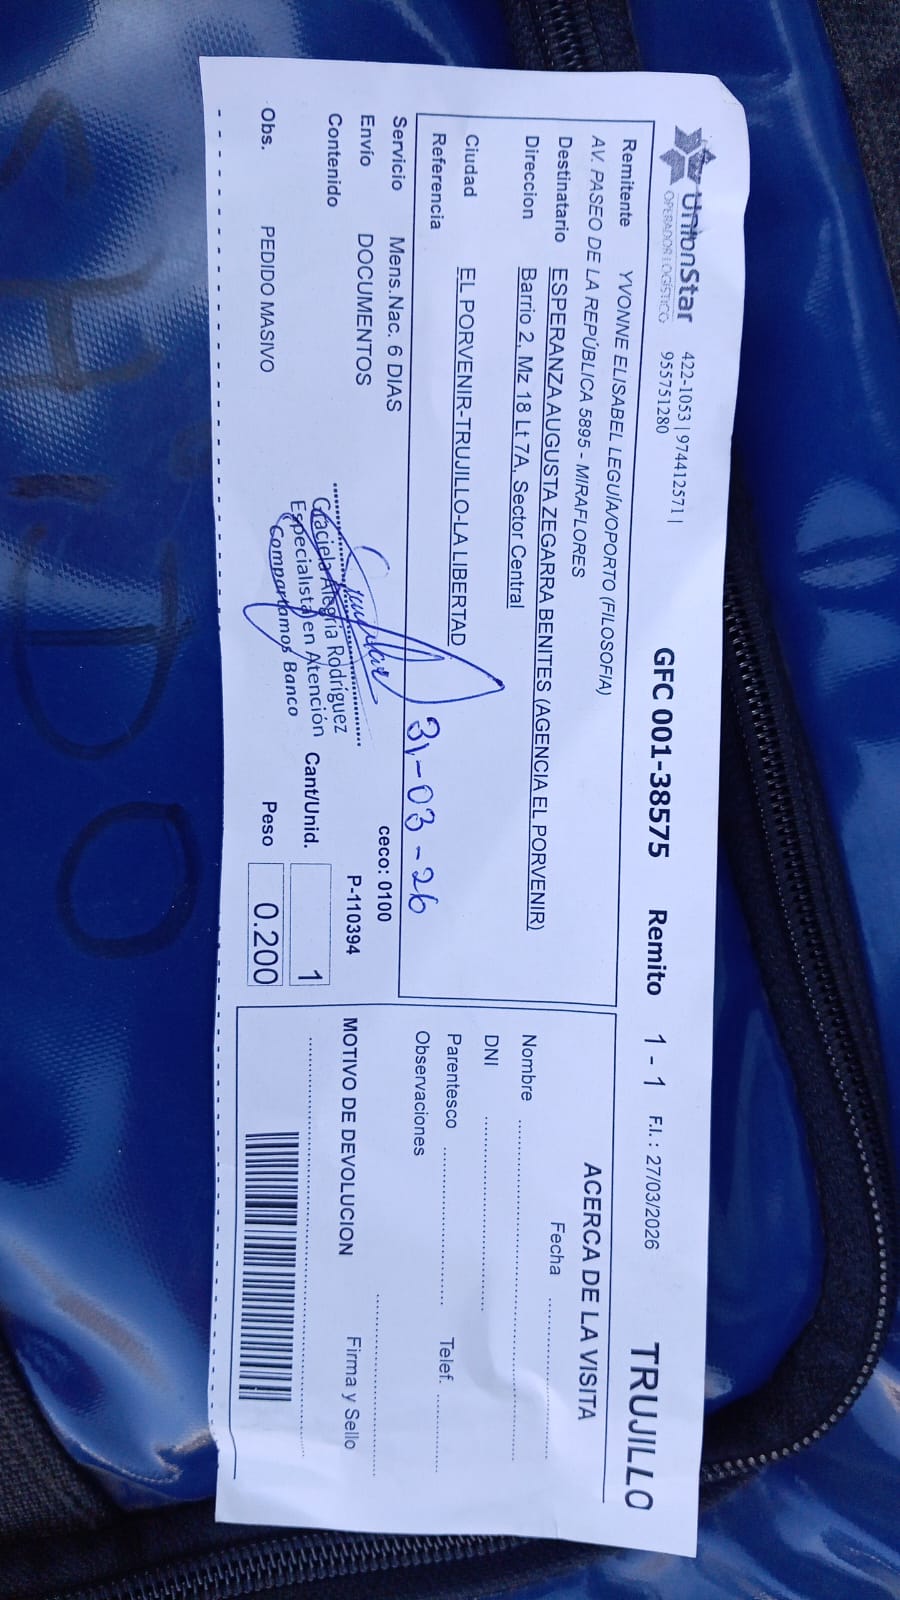 UnionStar
OPERADOR LOGÍSTICO
422-1053 | 974412571 |
955751280
GFC 001-38575 Remito 1 - 1 F.I.: 27/03/2026 TRUJILLO
Remitente YVONNE ELISABEL LEGUÍA/OPORTO (FILOSOFIA)
AV. PASEO DE LA REPÚBLICA 5895 - MIRAFLORES
Destinatario ESPERANZA AUGUSTA ZEGARRA BENITES (AGENCIA EL PORVENIR)
Direccion Barrio 2, Mz 18 Lt 7A, Sector Central
Ciudad EL PORVENIR-TRUJILLO-LA LIBERTAD
Referencia
31-03-26
Servicio Mens.Nac. 6 DIAS
ceco: 0100
Envío DOCUMENTOS
P-110394
Contenido
Cant/Unid. 1
Graciela Alegría Rodríguez
Especialista en Atención
Compartamos Banco
Obs. PEDIDO MASIVO
Peso 0.200
ACERCA DE LA VISITA
Fecha
Nombre
DNI
Parentesco Telef.
Observaciones
MOTIVO DE DEVOLUCION Firma y Sello